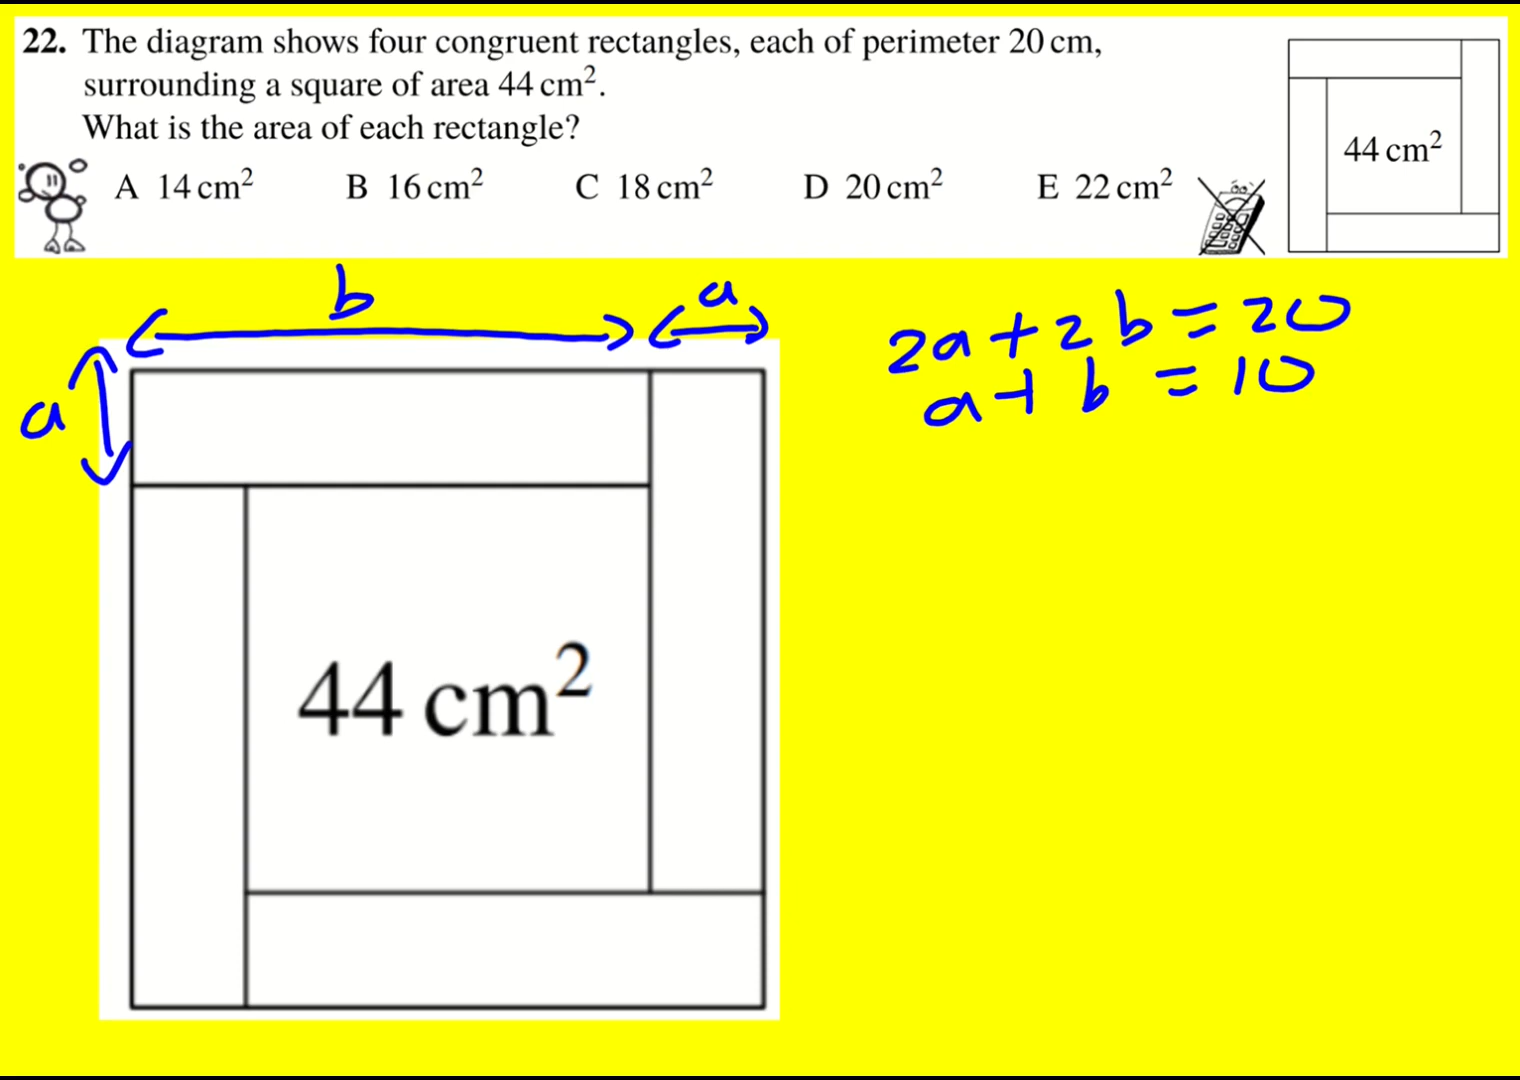 22. The diagram shows four congruent rectangles, each of perimeter 20 cm,
surrounding a square of area 44 cm².
What is the area of each rectangle?
A 14 cm² B 16 cm² C 18 cm² D 20 cm² E 22 cm²
44 cm²
b
a
a
2a + 2b = 20
a + b = 10
44 cm²